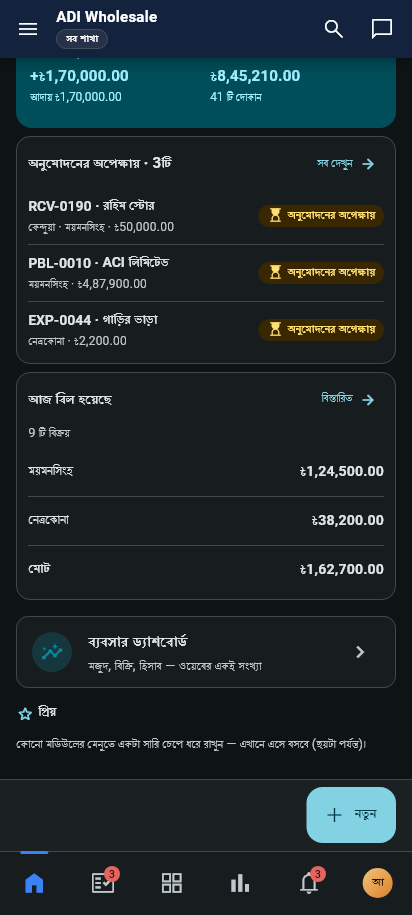 ADI Wholesale
সব শাখা
+৳1,70,000.00
৳8,45,210.00
আদায় ৳1,70,000.00
41 টি দোকান
অনুমোদনের অপেক্ষায় · 3টি
সব দেখুন
RCV-0190 · রহিম স্টোর
কেন্দুয়া · ময়মনসিংহ · ৳50,000.00
অনুমোদনের অপেক্ষায়
PBL-0010 · ACI লিমিটেড
ময়মনসিংহ · ৳4,87,900.00
অনুমোদনের অপেক্ষায়
EXP-0044 · গাড়ির ভাড়া
নেত্রকোনা · ৳2,200.00
অনুমোদনের অপেক্ষায়
আজ বিল হয়েছে
বিস্তারিত
9 টি বিক্রয়
ময়মনসিংহ
৳1,24,500.00
নেত্রকোনা
৳38,200.00
মোট
৳1,62,700.00
ব্যবসার ড্যাশবোর্ড
মজুদ, বিক্রি, হিসাব — ওয়েবের একই সংখ্যা
প্রিয়
কোনো মডিউলের মেনুতে একটা সারি চেপে ধরে রাখুন — এখানে এসে বসবে (ছয়টা পর্যন্ত)।
নতুন
3
3
আ